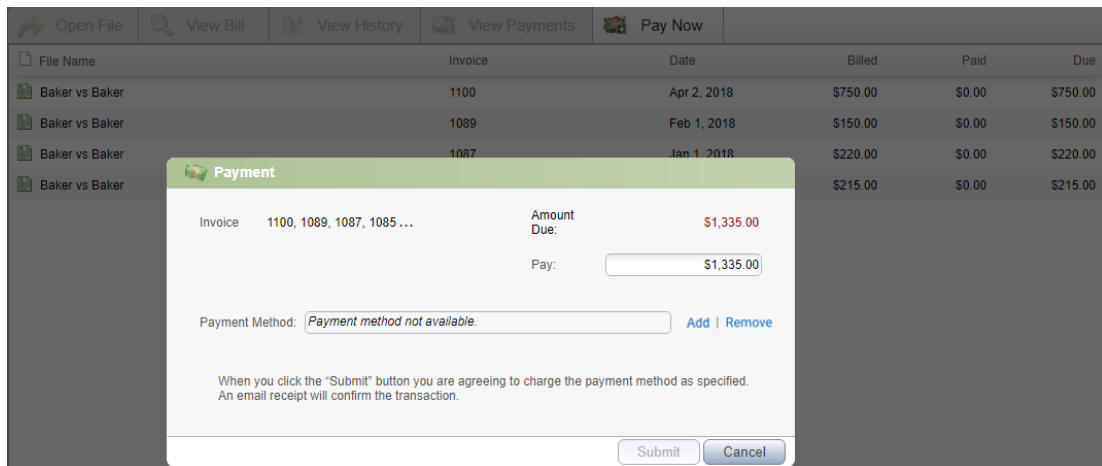 Open File View Bill View History View Payments Pay Now
File Name Invoice Date Billed Paid Due
Baker vs Baker 1100 Apr 2, 2018 $750.00 $0.00 $750.00
Baker vs Baker 1089 Feb 1, 2018 $150.00 $0.00 $150.00
Baker vs Baker 1087 Jan 1, 2018 $220.00 $0.00 $220.00
Baker vs Baker $215.00 $0.00 $215.00
Payment
Invoice 1100, 1089, 1087, 1085 ... Amount Due: $1,335.00
Pay: $1,335.00
Payment Method: Payment method not available. Add | Remove
When you click the “Submit” button you are agreeing to charge the payment method as specified.
An email receipt will confirm the transaction.
Submit Cancel